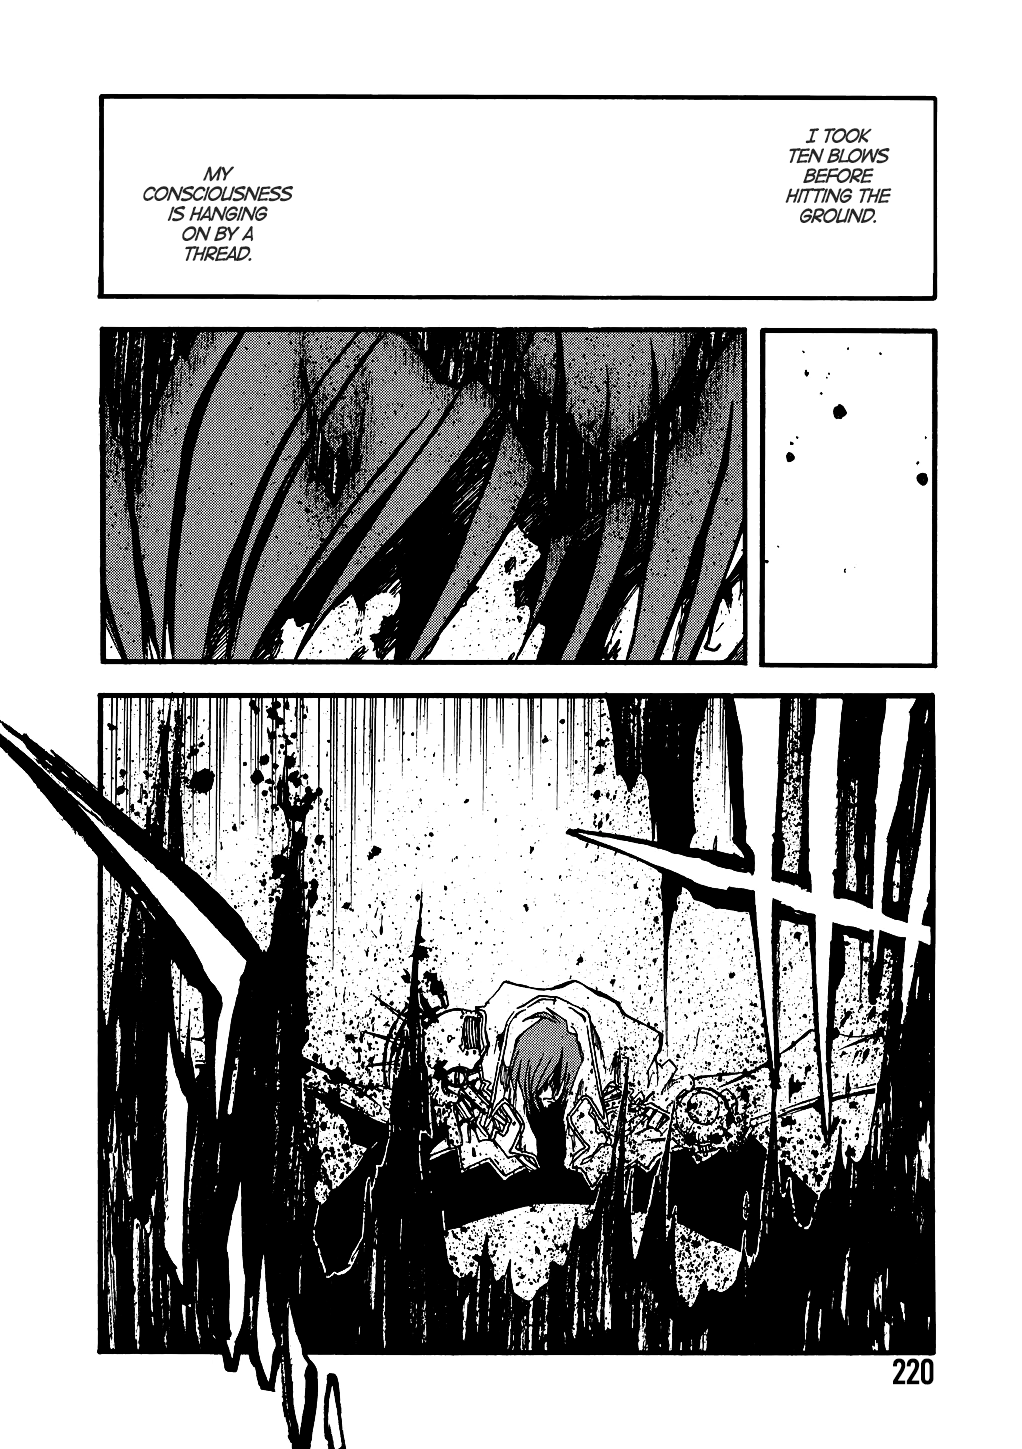 I TOOK
TEN BLOWS
BEFORE
HITTING THE
GROUND.
MY
CONSCIOUSNESS
IS HANGING
ON BY A
THREAD.
220